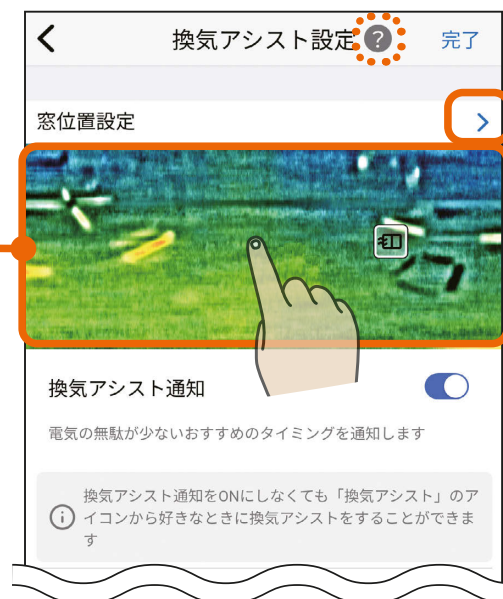 換気アシスト設定 ? 完了
窓位置設定
換気アシスト通知
電気の無駄が少ないおすすめのタイミングを通知します
換気アシスト通知をONにしなくても「換気アシスト」のア
イコンから好きなときに換気アシストをすることができま
す